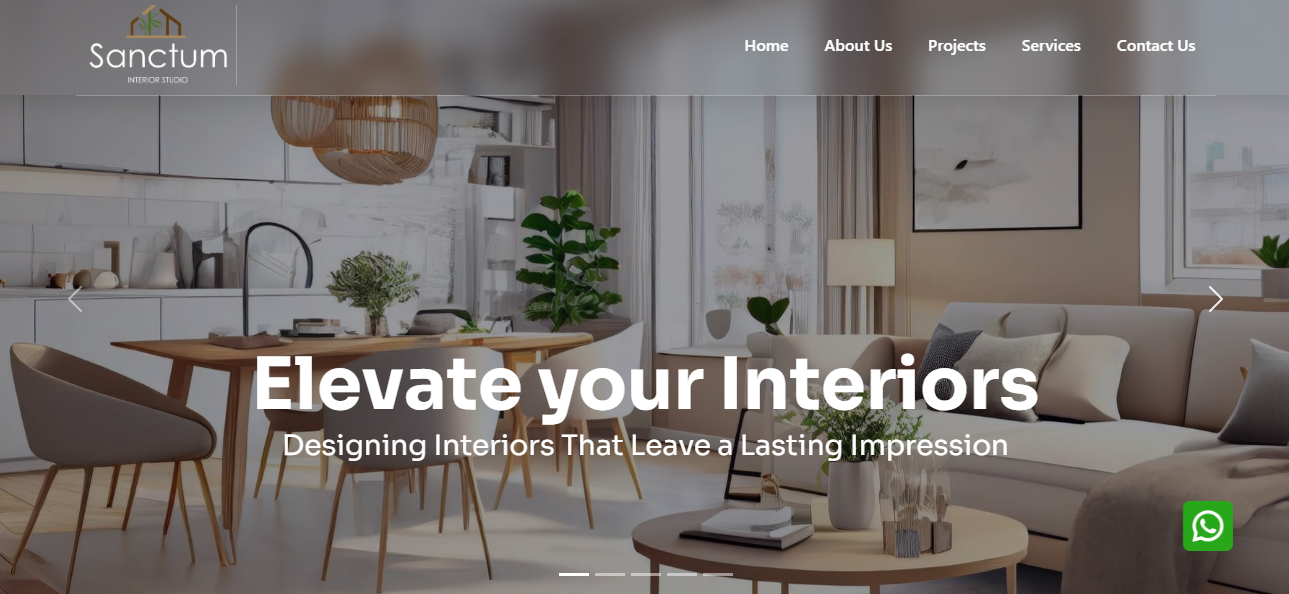 Sanctum
INTERIOR STUDIO
Home About Us Projects Services Contact Us
Elevate your Interiors
Designing Interiors That Leave a Lasting Impression